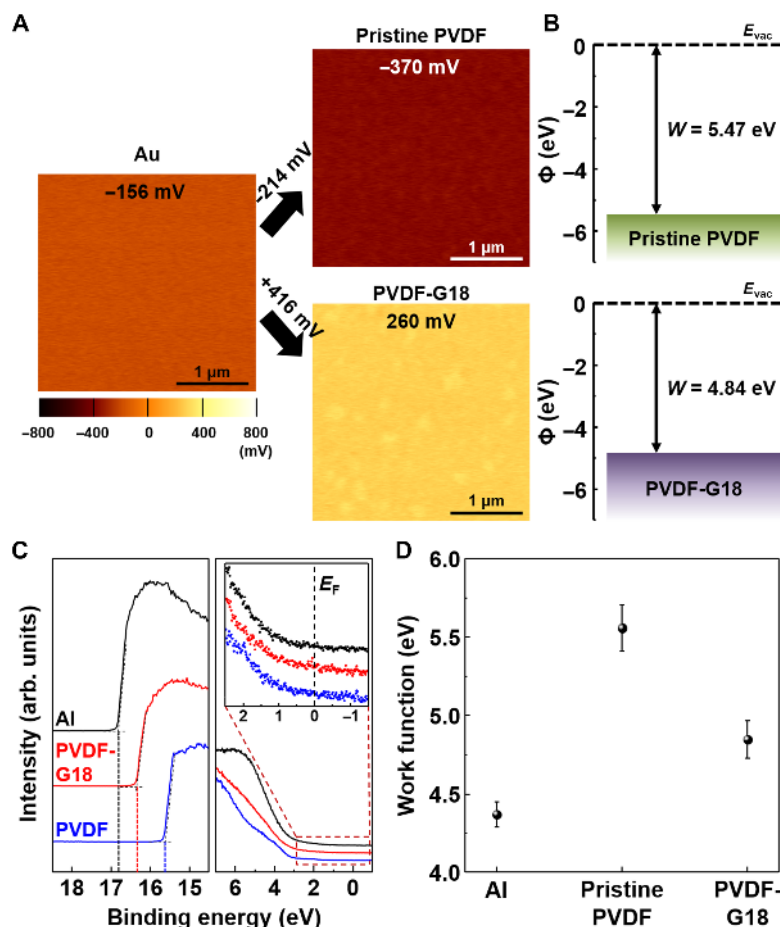 A
Au
−156 mV
1 µm
−800 −400 0 400 800
(mV)
−214 mV
+416 mV
Pristine PVDF
−370 mV
1 µm
PVDF-G18
260 mV
1 µm
B
Φ (eV)
0
−2
−4
−6
Evac
W = 5.47 eV
Pristine PVDF
Φ (eV)
0
−2
−4
−6
Evac
W = 4.84 eV
PVDF-G18
C
Intensity (arb. units)
Al
PVDF-
G18
PVDF
EF
2 1 0 −1
18 17 16 15 6 4 2 0
Binding energy (eV)
D
Work function (eV)
6.0
5.5
5.0
4.5
4.0
Al Pristine PVDF-
PVDF G18